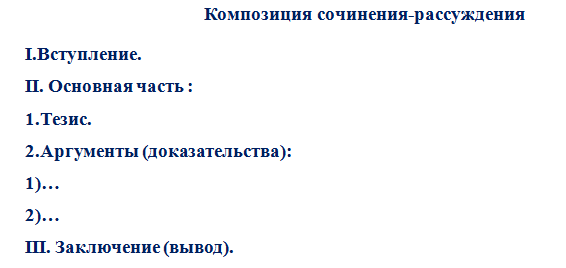 Композиция сочинения-рассуждения
I.Вступление.
II. Основная часть :
1.Тезис.
2.Аргументы (доказательства):
1)…
2)…
III. Заключение (вывод).